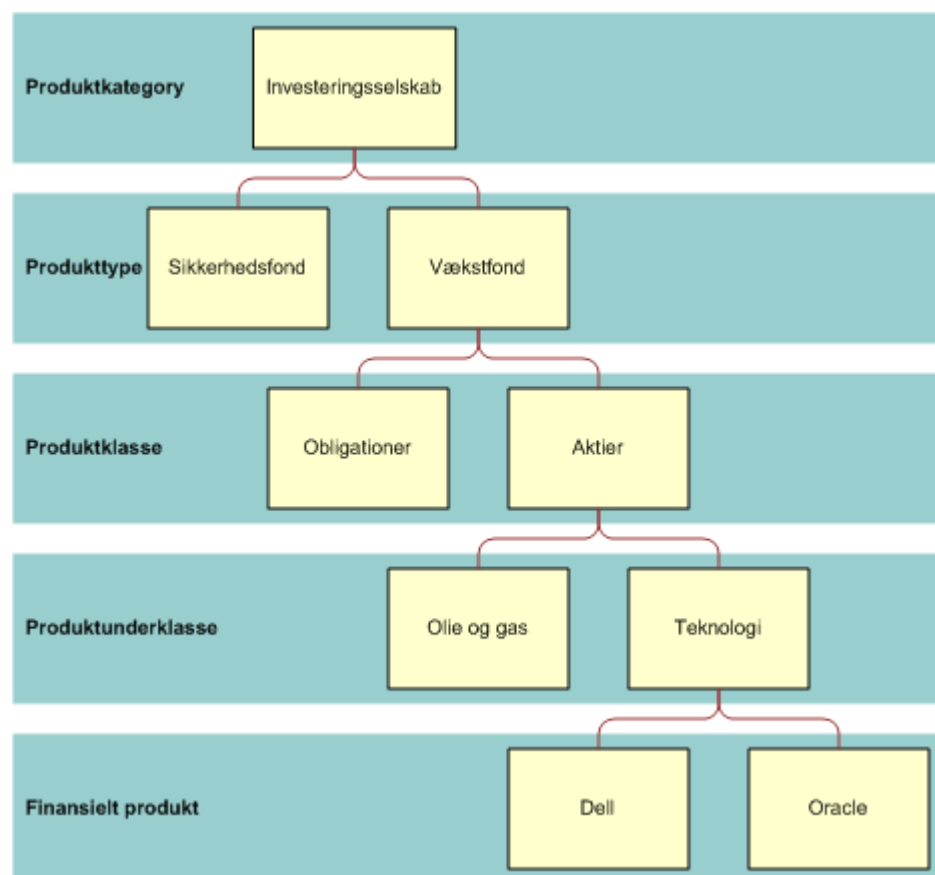 Produktkategory
Investeringsselskab
Produkttype
Sikkerhedsfond
Vækstfond
Produktklasse
Obligationer
Aktier
Produktunderklasse
Olie og gas
Teknologi
Finansielt produkt
Dell
Oracle